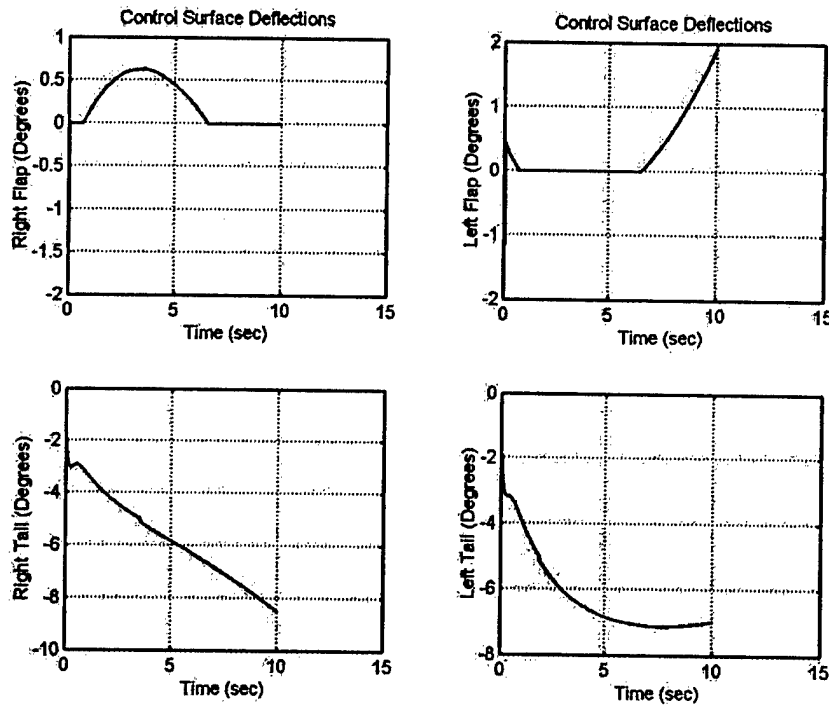 Control Surface Deflections
Right Flap (Degrees)
1
0.5
0
-0.5
-1
-1.5
-2
0 5 10 15
Time (sec)
Control Surface Deflections
Left Flap (Degrees)
2
1
0
-1
-2
0 5 10 15
Time (sec)
Right Tail (Degrees)
0
-2
-4
-6
-8
-10
0 5 10 15
Time (sec)
Left Tail (Degrees)
0
-2
-4
-6
-8
0 5 10 15
Time (sec)